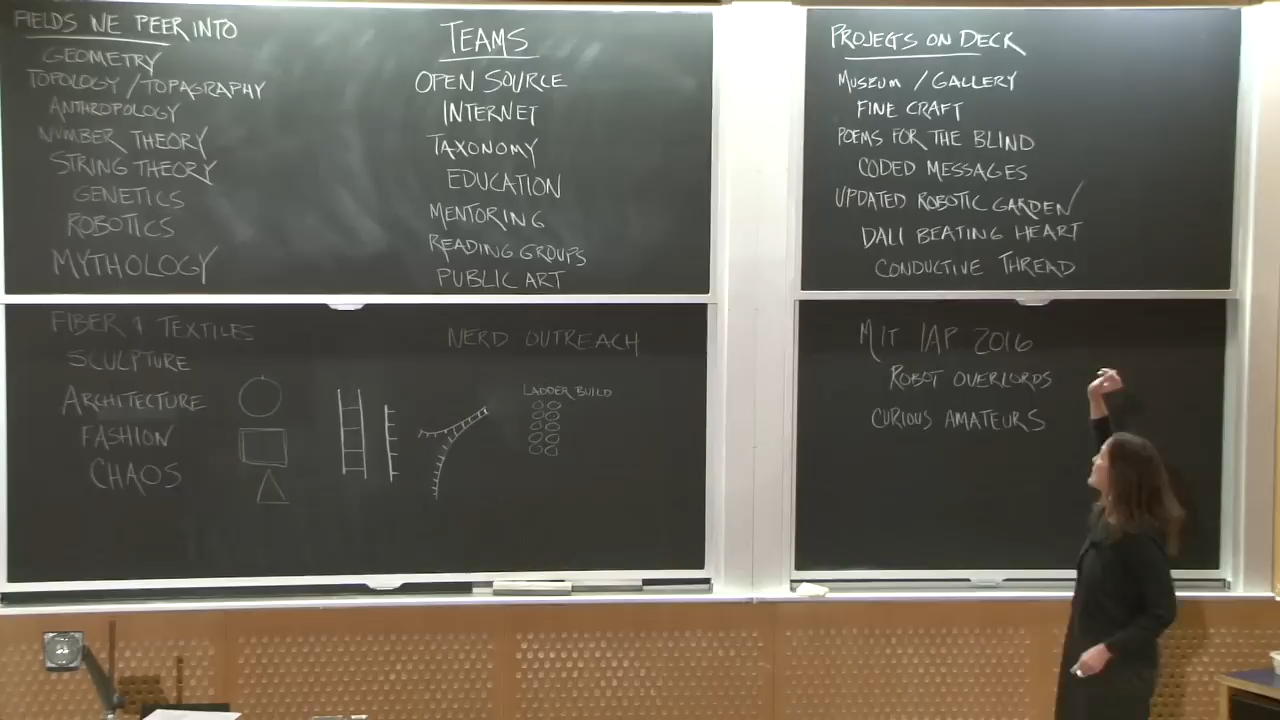 FIELDS WE PEER INTO
GEOMETRY
TOPOLOGY / TOPAGRAPHY
ANTHROPOLOGY
NUMBER THEORY
STRING THEORY
GENETICS
ROBOTICS
MYTHOLOGY
FIBER & TEXTILES
SCULPTURE
ARCHITECTURE
FASHION
CHAOS
TEAMS
OPEN SOURCE
INTERNET
TAXONOMY
EDUCATION
MENTORING
READING GROUPS
PUBLIC ART
NERD OUTREACH
LADDER BUILD
PROJECTS ON DECK
MUSEUM / GALLERY
FINE CRAFT
POEMS FOR THE BLIND
CODED MESSAGES
UPDATED ROBOTIC GARDEN
DALI BEATING HEART
CONDUCTIVE THREAD
MIT IAP 2016
ROBOT OVERLORDS
CURIOUS AMATEURS